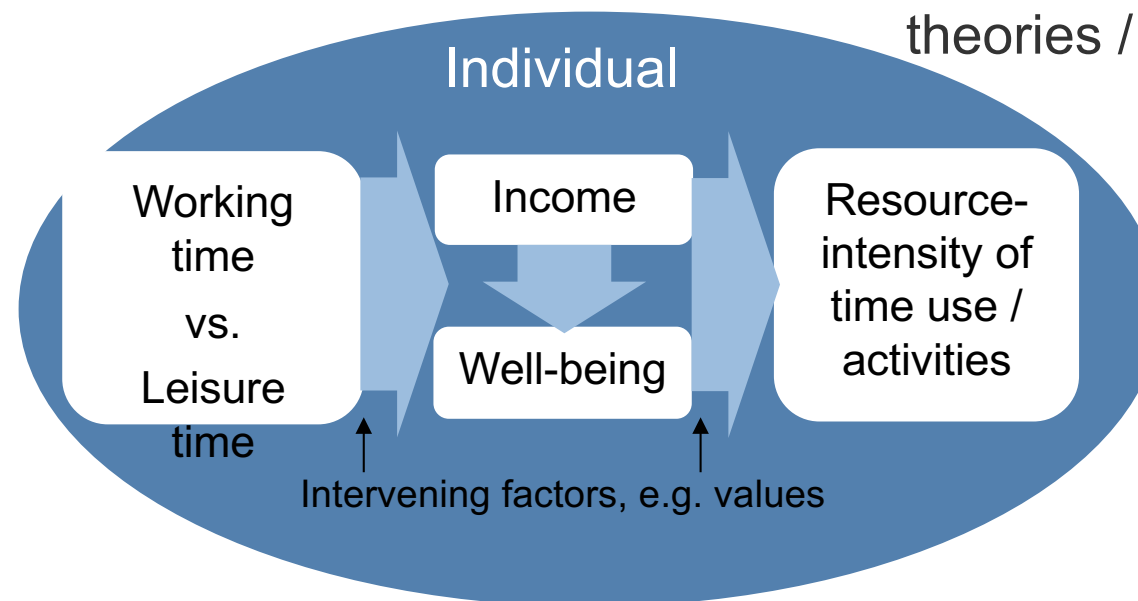 theories /
Individual
Working
time
vs.
Leisure
time
Income
Well-being
Resource-
intensity of
time use /
activities
Intervening factors, e.g. values